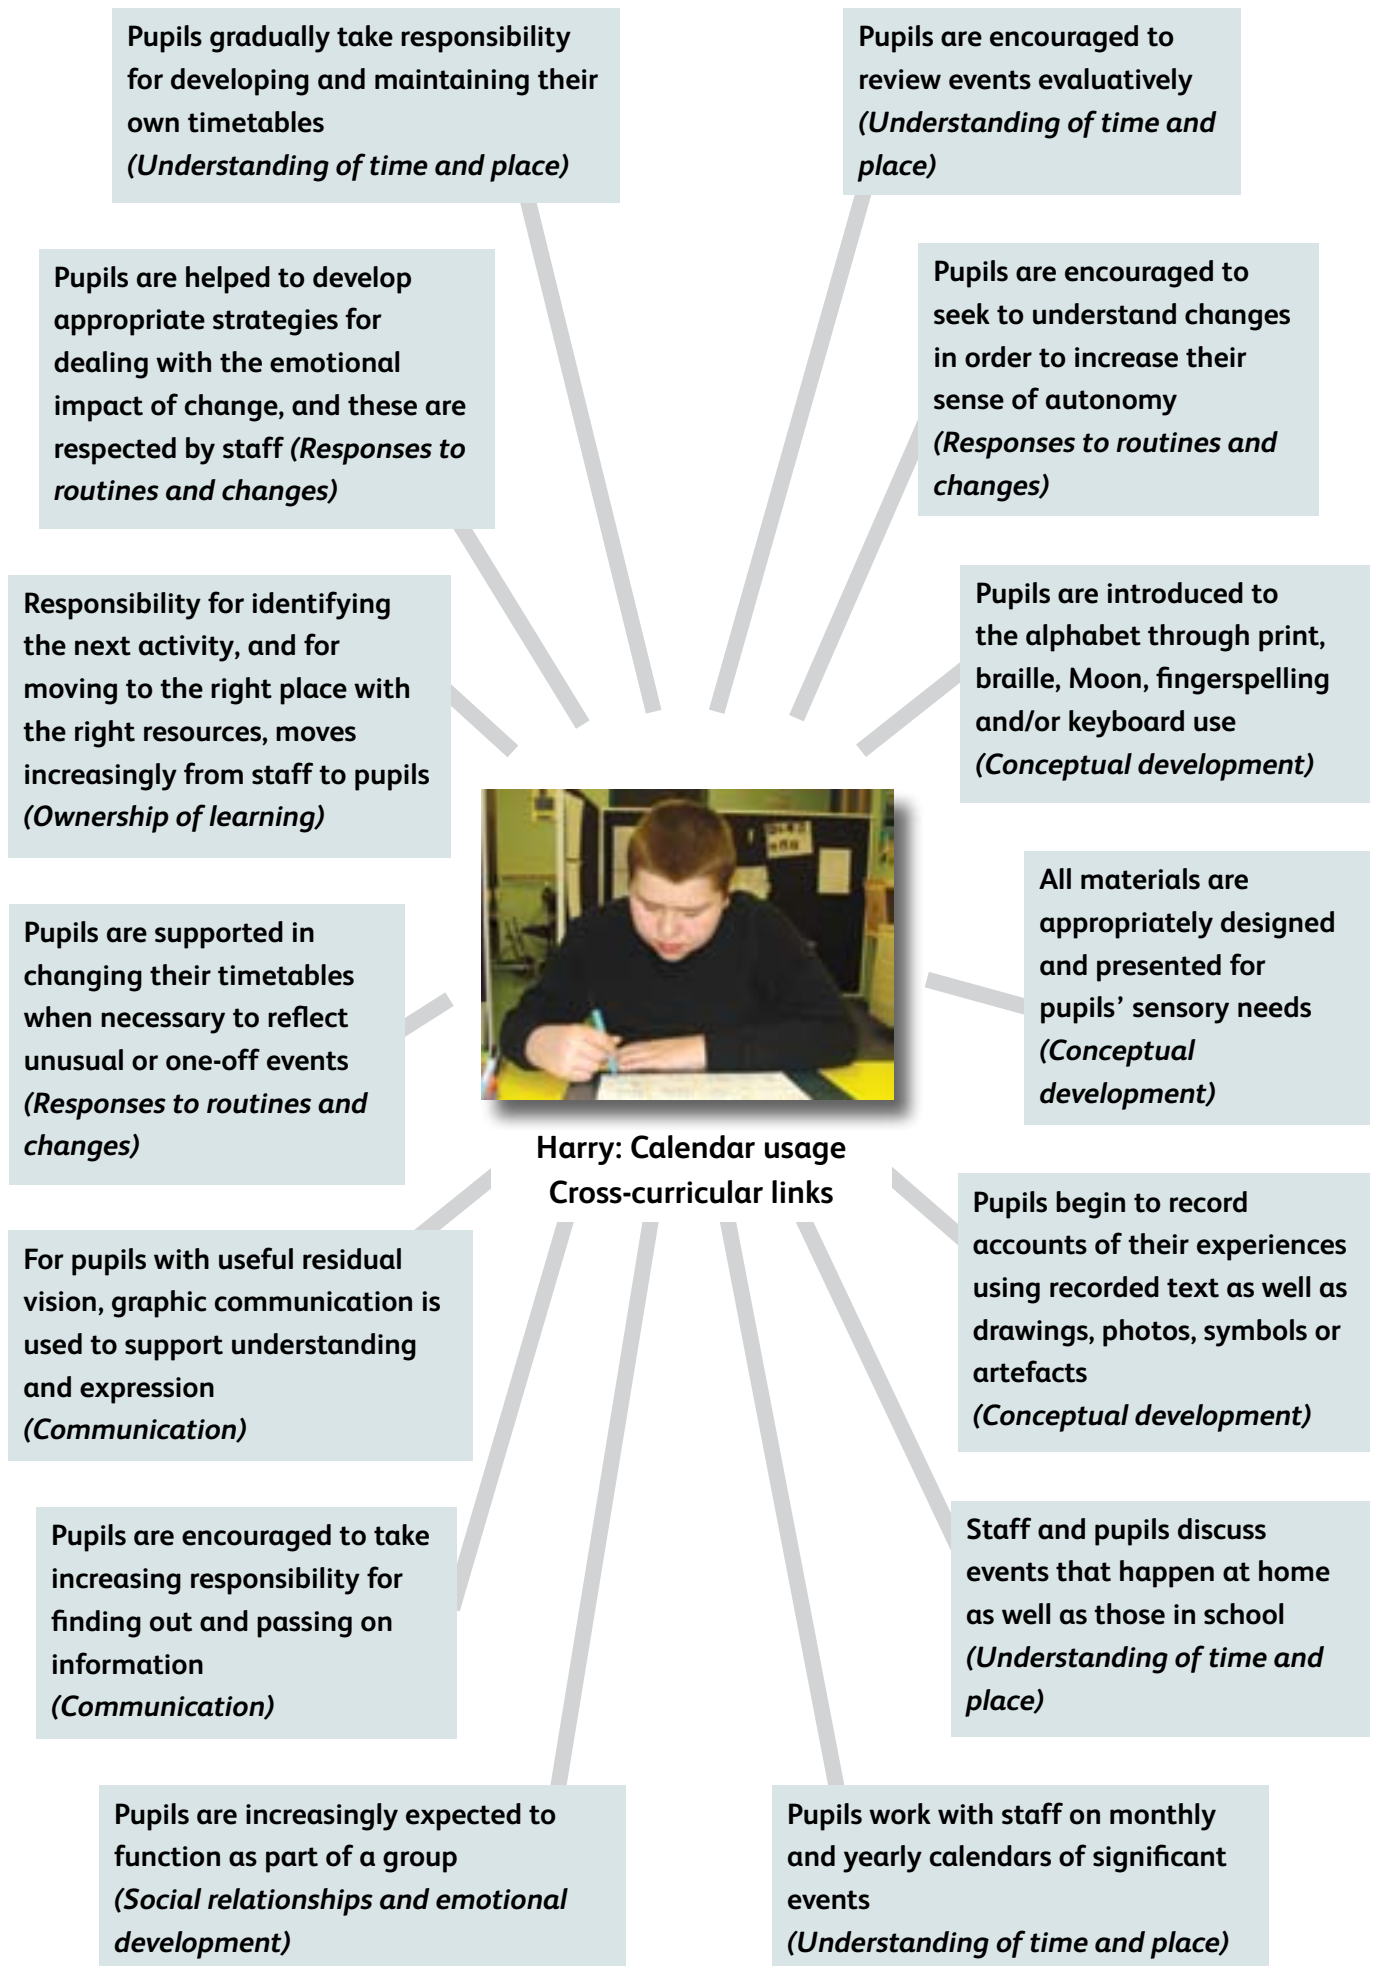 Pupils gradually take responsibility
for developing and maintaining their
own timetables
(Understanding of time and place)
Pupils are encouraged to
review events evaluatively
(Understanding of time and
place)
Pupils are helped to develop
appropriate strategies for
dealing with the emotional
impact of change, and these are
respected by staff (Responses to
routines and changes)
Pupils are encouraged to
seek to understand changes
in order to increase their
sense of autonomy
(Responses to routines and
changes)
Responsibility for identifying
the next activity, and for
moving to the right place with
the right resources, moves
increasingly from staff to pupils
(Ownership of learning)
Pupils are introduced to
the alphabet through print,
braille, Moon, fingerspelling
and/or keyboard use
(Conceptual development)
Pupils are supported in
changing their timetables
when necessary to reflect
unusual or one-off events
(Responses to routines and
changes)
All materials are
appropriately designed
and presented for
pupils’ sensory needs
(Conceptual
development)
Harry: Calendar usage
Cross-curricular links
For pupils with useful residual
vision, graphic communication is
used to support understanding
and expression
(Communication)
Pupils begin to record
accounts of their experiences
using recorded text as well as
drawings, photos, symbols or
artefacts
(Conceptual development)
Pupils are encouraged to take
increasing responsibility for
finding out and passing on
information
(Communication)
Staff and pupils discuss
events that happen at home
as well as those in school
(Understanding of time and
place)
Pupils are increasingly expected to
function as part of a group
(Social relationships and emotional
development)
Pupils work with staff on monthly
and yearly calendars of significant
events
(Understanding of time and place)